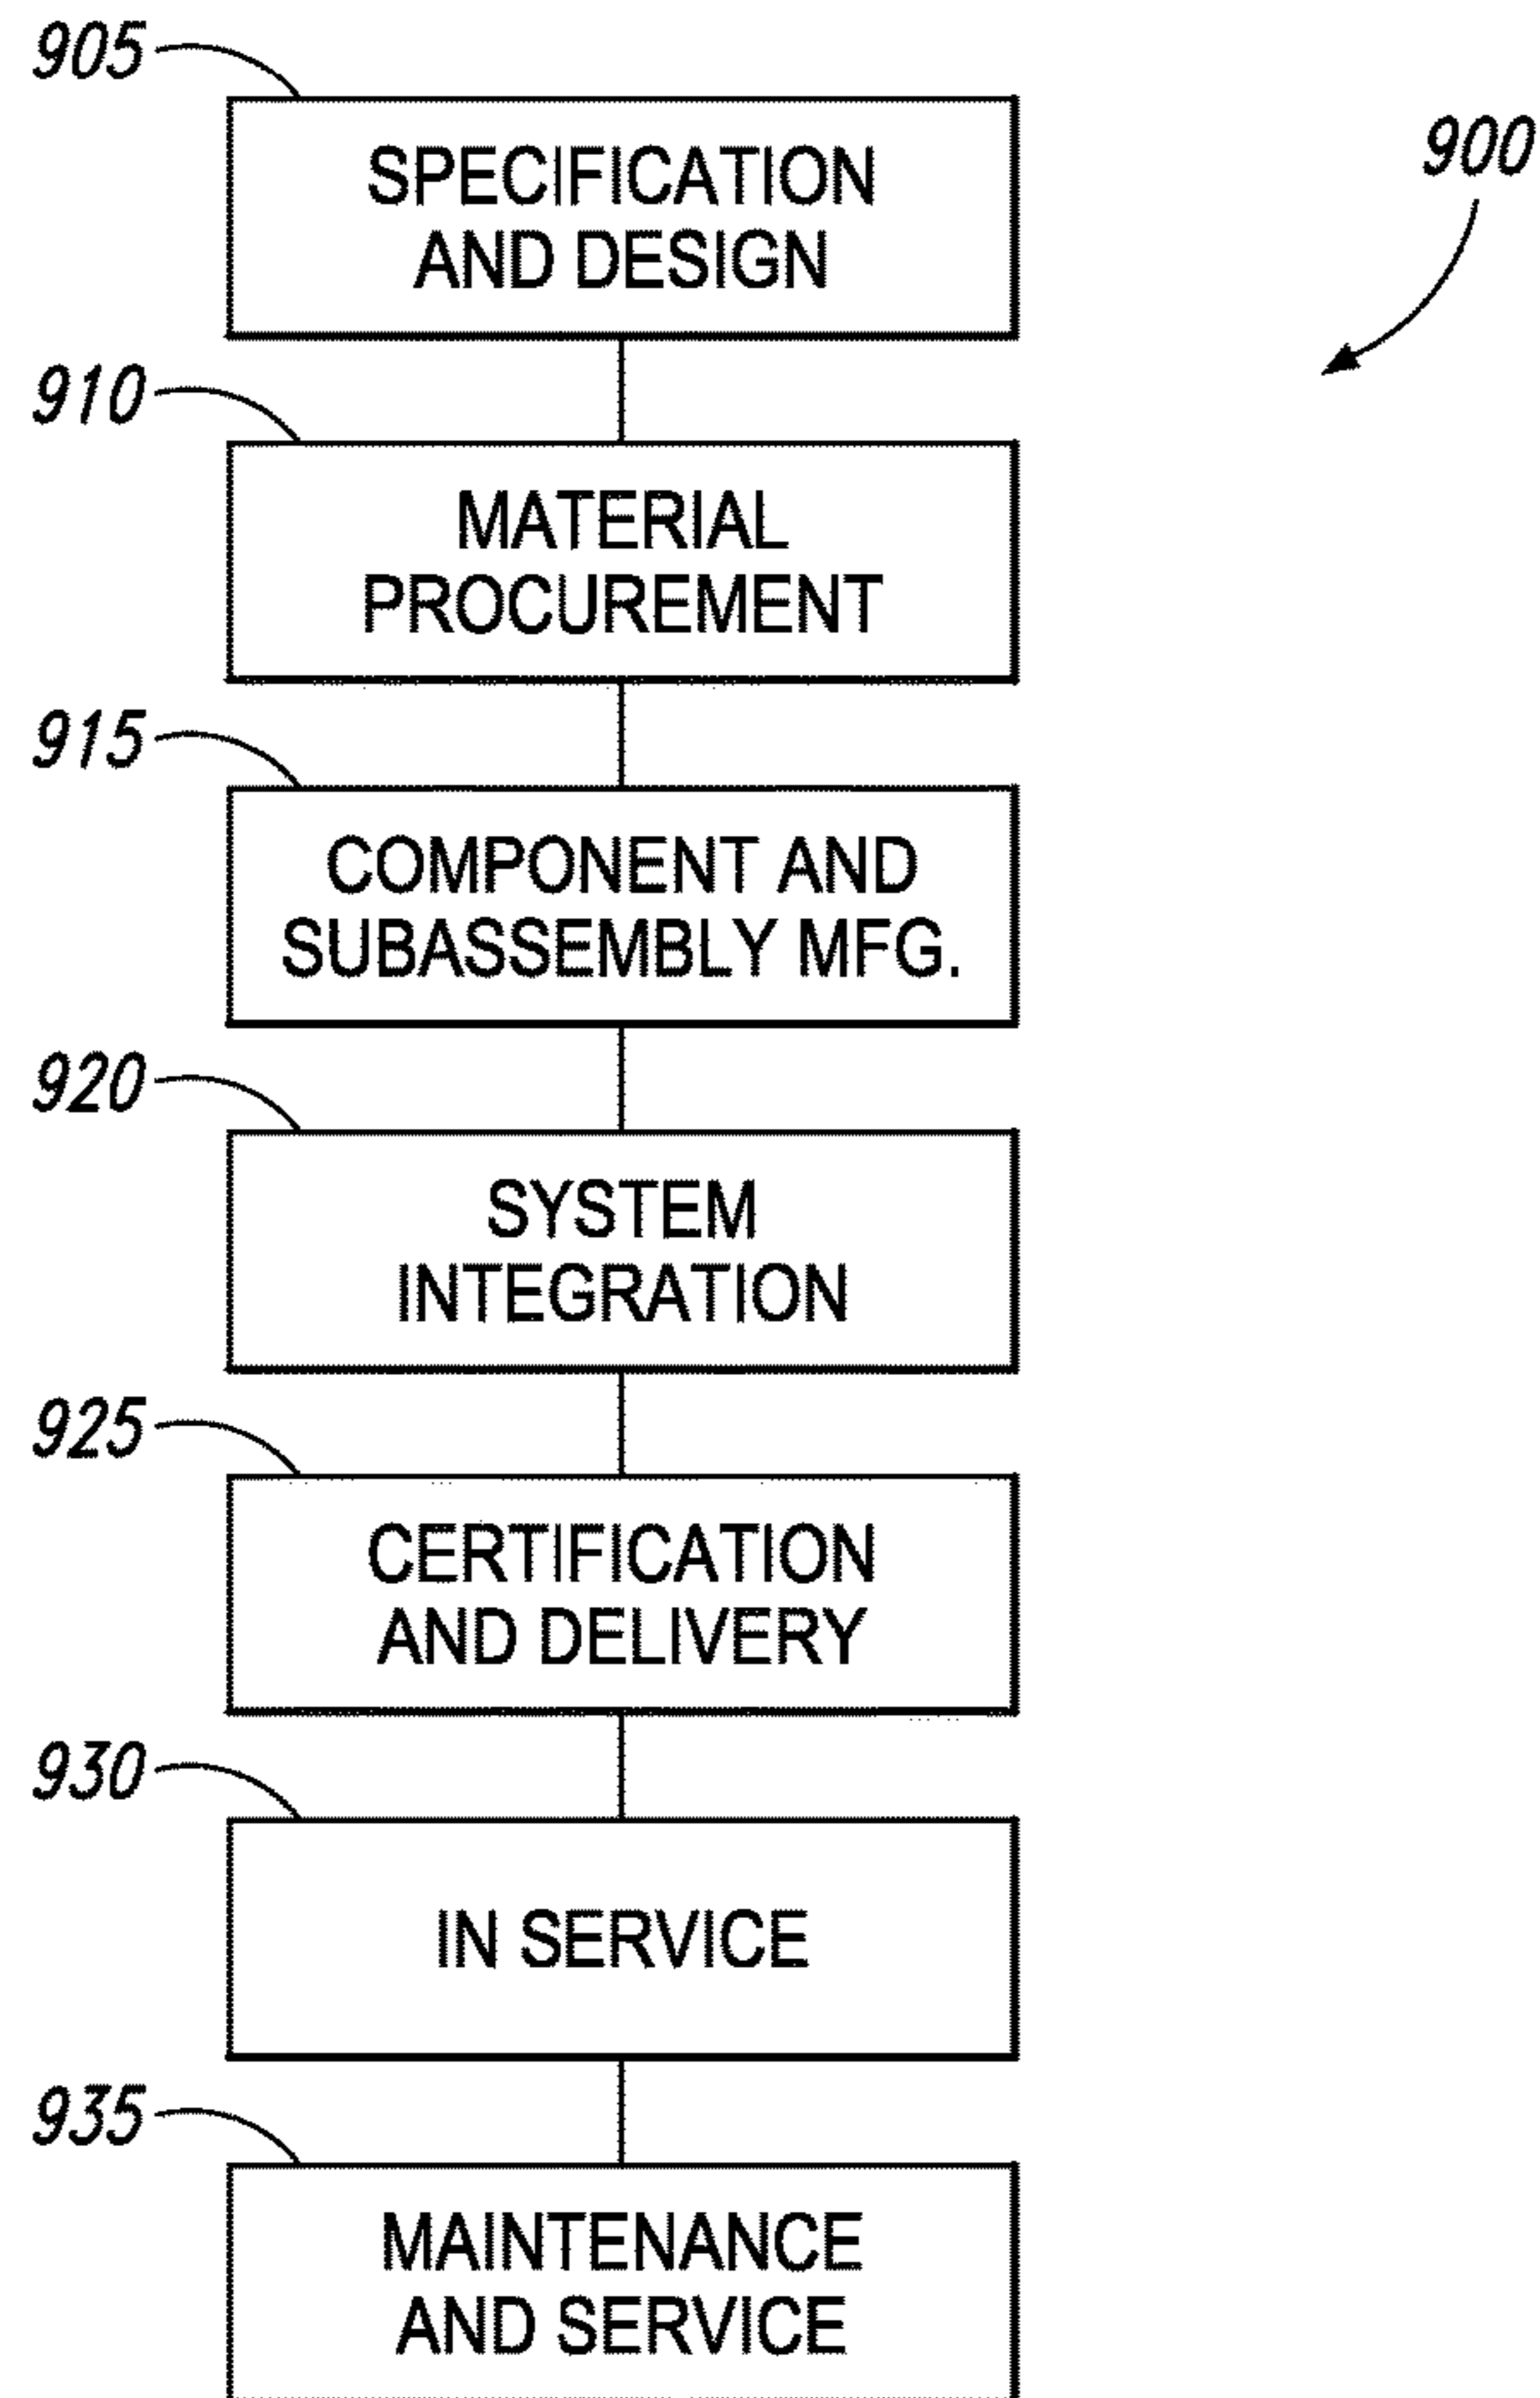 905
SPECIFICATION
AND DESIGN
900
910
MATERIAL
PROCUREMENT
915
COMPONENT AND
SUBASSEMBLY MFG.
920
SYSTEM
INTEGRATION
925
CERTIFICATION
AND DELIVERY
930
IN SERVICE
935
MAINTENANCE
AND SERVICE